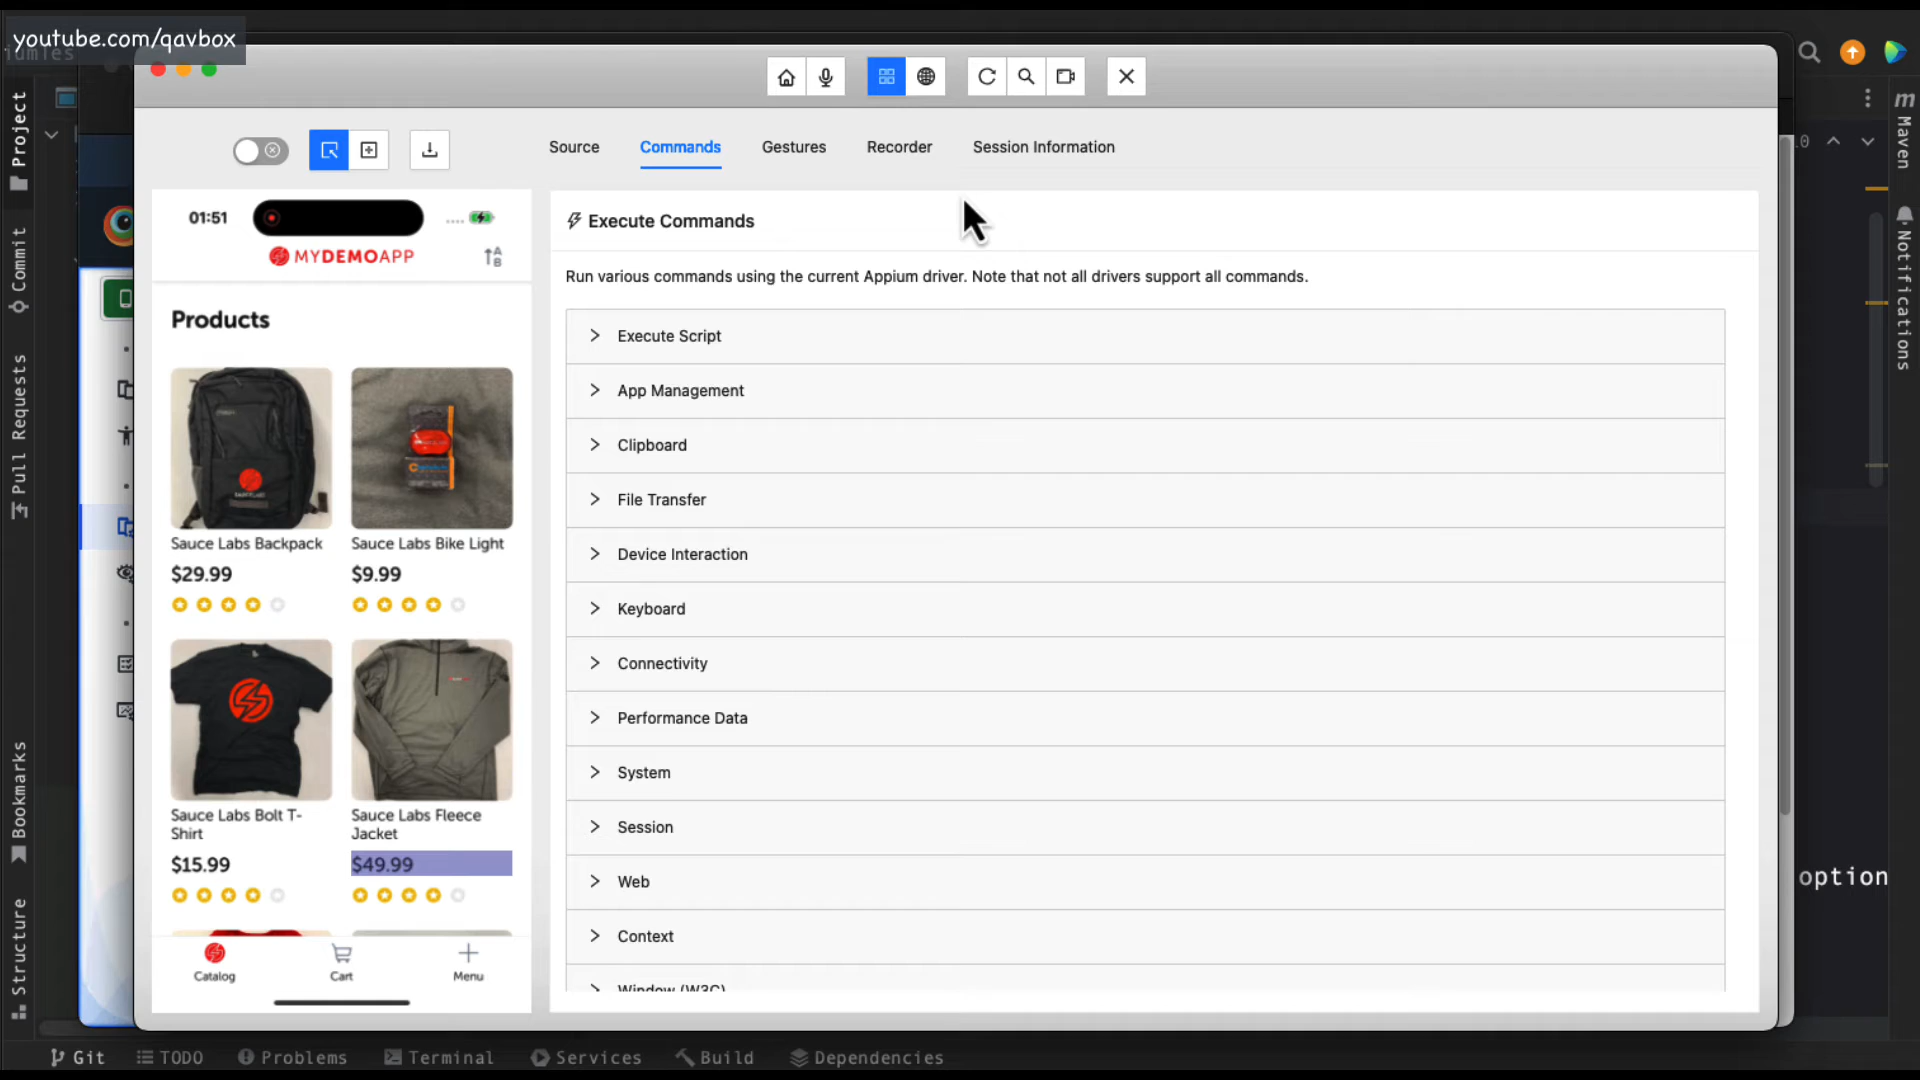 youtube.com/qavbox
iumTes
Project
Commit
Pull Requests
Bookmarks
Structure
Source
Commands
Gestures
Recorder
Session Information
01:51
MYDEMOAPP
A
B
Products
Sauce Labs Backpack
$29.99
Sauce Labs Bike Light
$9.99
Sauce Labs Bolt T-
Shirt
$15.99
Sauce Labs Fleece
Jacket
$49.99
Catalog
Cart
Menu
Execute Commands
Run various commands using the current Appium driver. Note that not all drivers support all commands.
Execute Script
App Management
Clipboard
File Transfer
Device Interaction
Keyboard
Connectivity
Performance Data
System
Session
Web
Context
Window (W3C)
m
Maven
Notifications
option
Git
TODO
Problems
Terminal
Services
Build
Dependencies